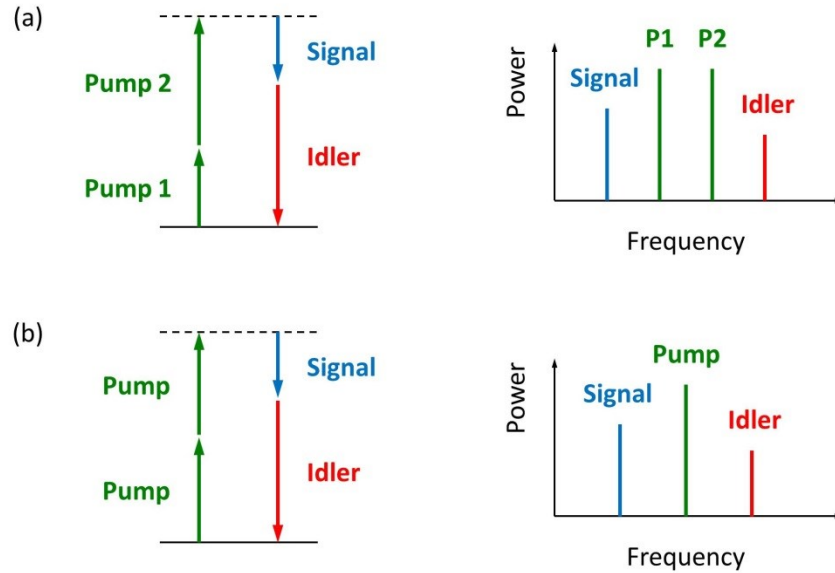 (a)
Pump 2
Pump 1
Signal
Idler
Power
Signal
P1
P2
Idler
Frequency
(b)
Pump
Pump
Signal
Idler
Power
Signal
Pump
Idler
Frequency